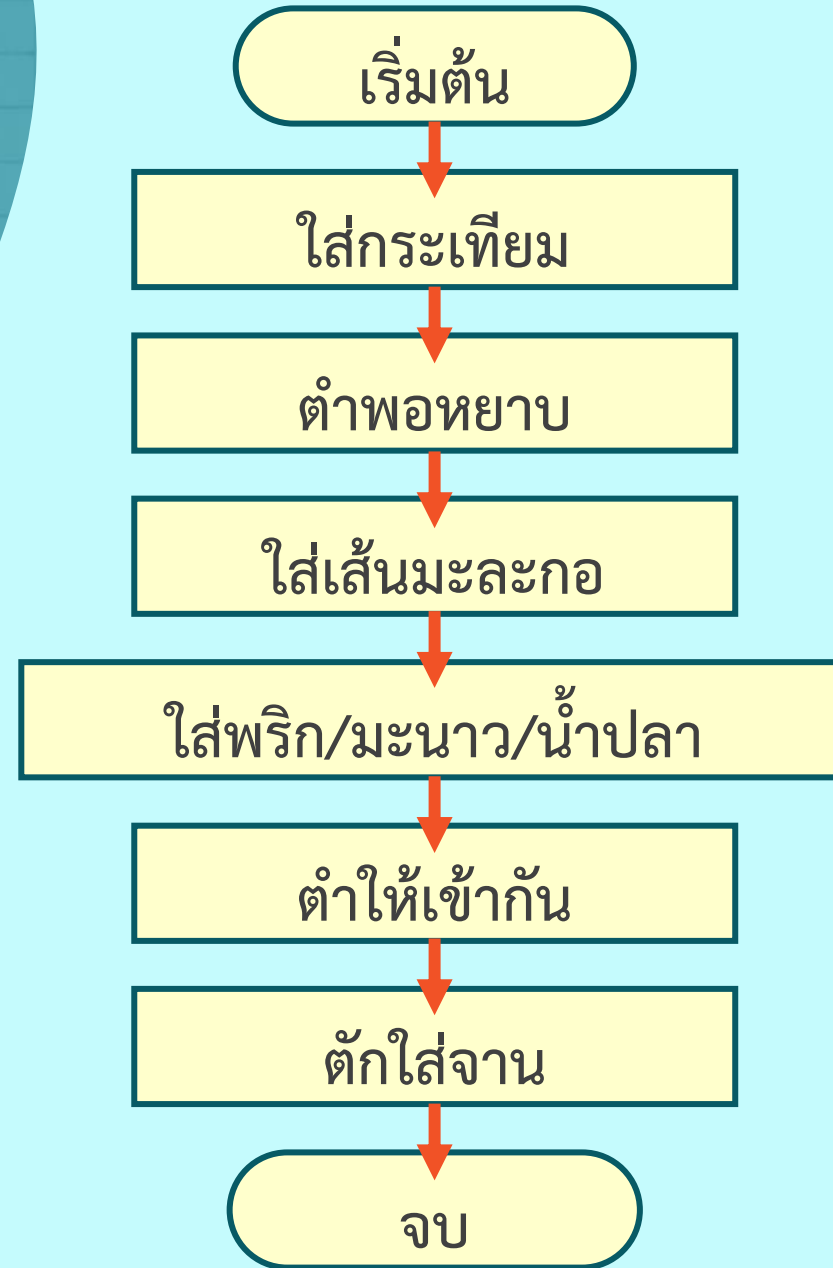 เริ่มต้น
ใส่กระเทียม
ตำพอหยาบ
ใส่เส้นมะละกอ
ใส่พริก/มะนาว/น้ำปลา
ตำให้เข้ากัน
ตักใส่จาน
จบ